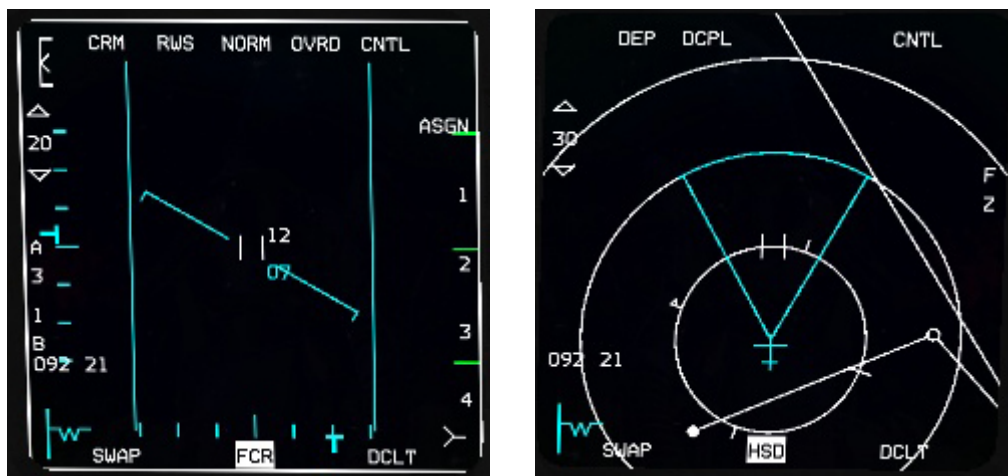 CRM RWS NORM OVRD CNTL
20
ASGN
1
12
A
2
07
3
3
1
B
092 21
4
SWAP FCR DCLT
DEP DCPL CNTL
30
F
Z
092 21
SWAP HSD DCLT